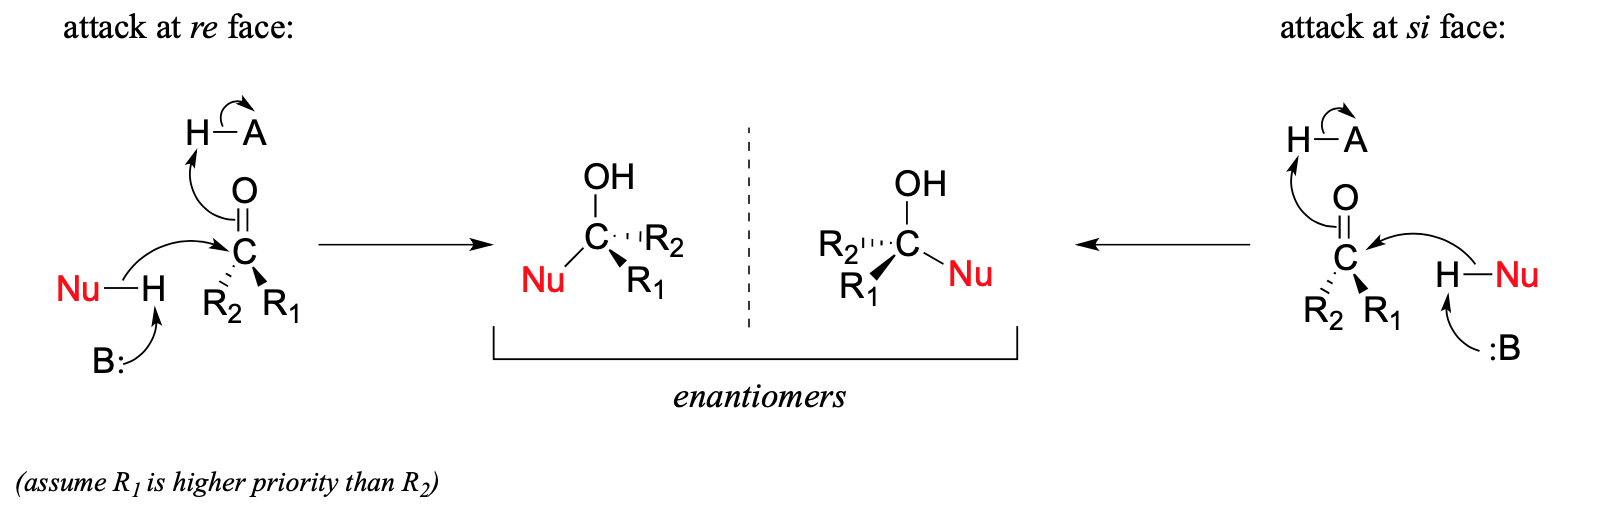 attack at re face:
attack at si face:
H–A
O
C
Nu–H
R2 R1
B:
OH
C R2
Nu R1
OH
R2 C
R1 Nu
H–A
O
C
H–Nu
R2 R1
:B
enantiomers
(assume R1 is higher priority than R2)